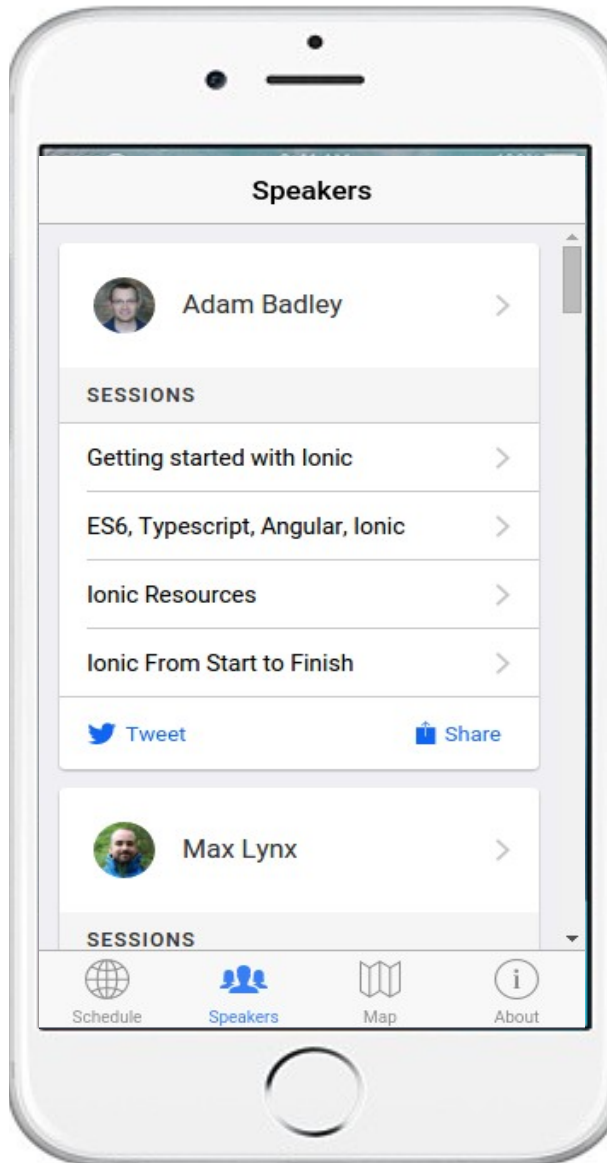 Speakers
Adam Badley
SESSIONS
Getting started with Ionic
ES6, Typescript, Angular, Ionic
Ionic Resources
Ionic From Start to Finish
Tweet Share
Max Lynx
SESSIONS
Schedule Speakers Map About